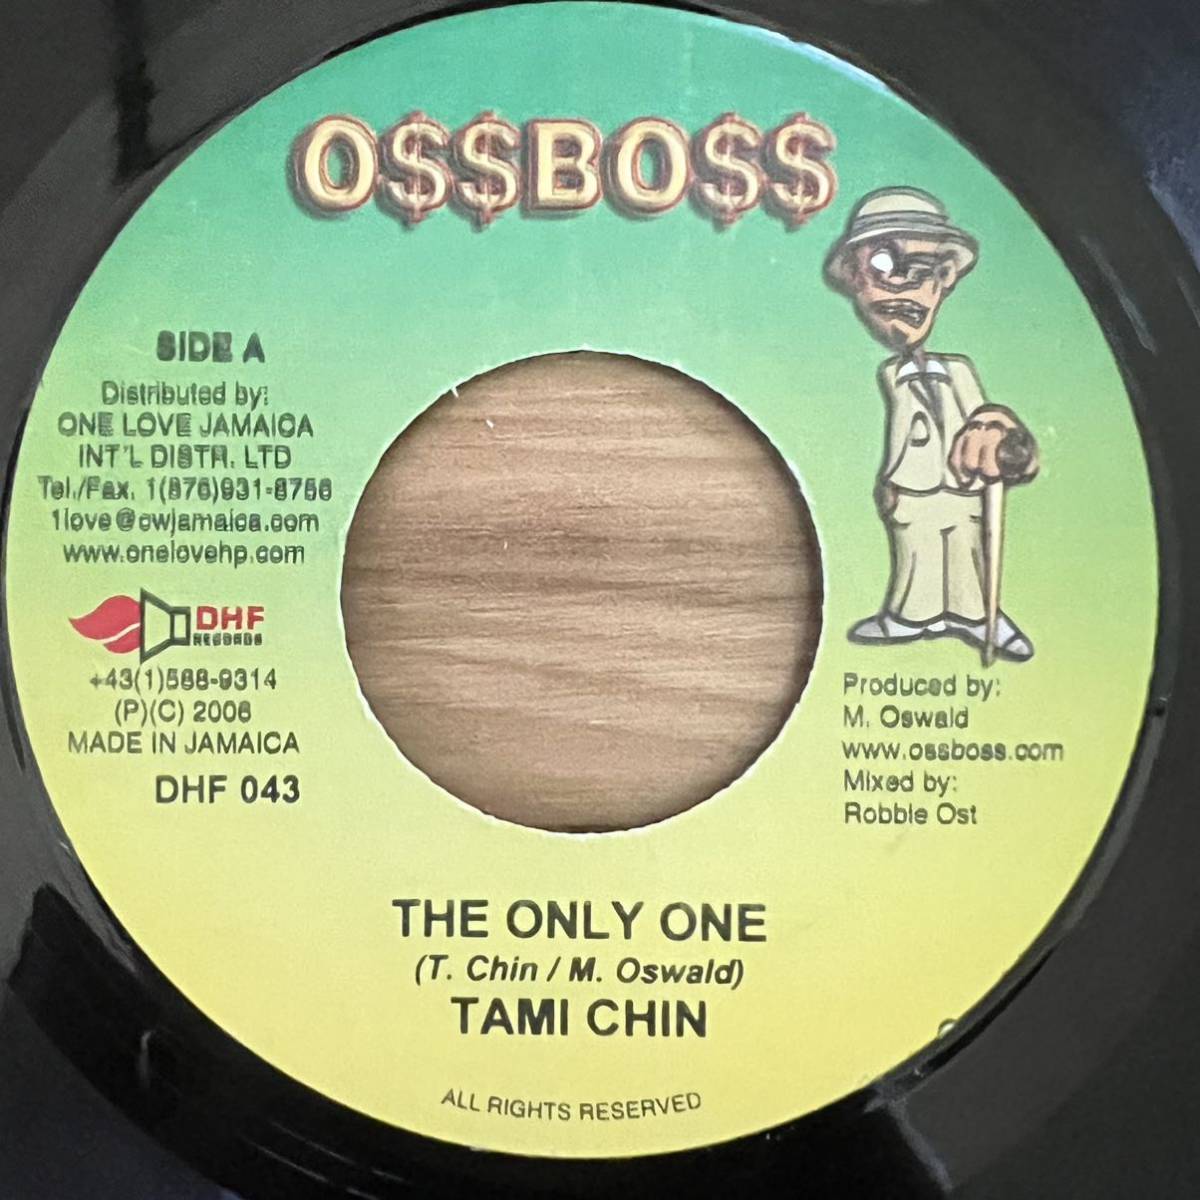 O$$BO$$
SIDE A
Distributed by:
ONE LOVE JAMAICA
INT'L DISTR. LTD
Tel./Fax. 1(876)931-8756
1love@cwjamaica.com
www.onelovehp.com
DHF
RECORDS
+43(1)588-9314
(P)(C) 2006
MADE IN JAMAICA
DHF 043
Produced by:
M. Oswald
www.ossboss.com
Mixed by:
Robbie Ost
THE ONLY ONE
(T. Chin / M. Oswald)
TAMI CHIN
ALL RIGHTS RESERVED